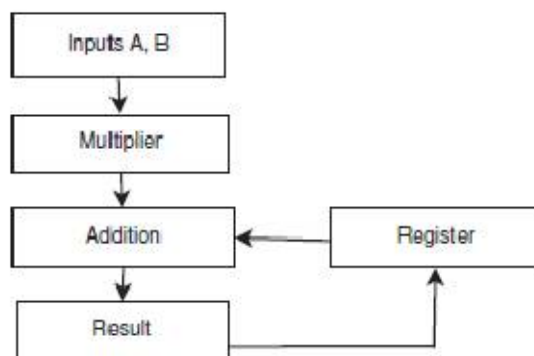 Inputs A, B
Multiplier
Addition
Register
Result